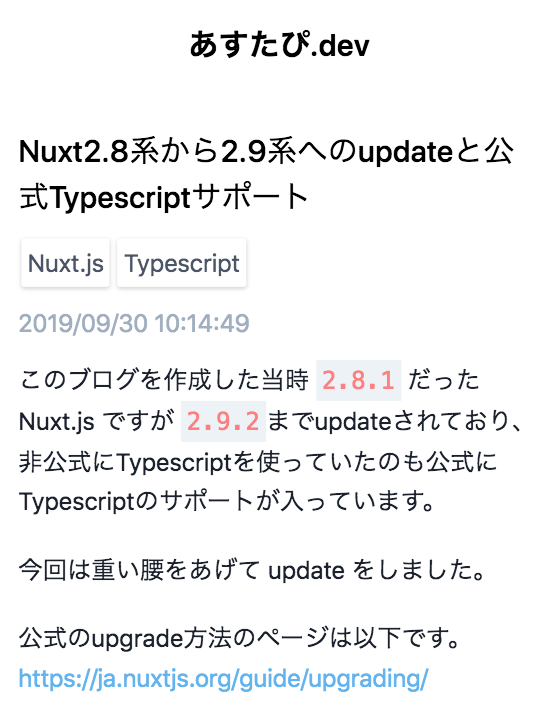 あすたぴ.dev
Nuxt2.8系から2.9系へのupdateと公
式Typescriptサポート
Nuxt.js Typescript
2019/09/30 10:14:49
このブログを作成した当時 2.8.1 だった
Nuxt.js ですが 2.9.2 までupdateされており、
非公式にTypescriptを使っていたのも公式に
Typescriptのサポートが入っています。
今回は重い腰をあげて update をしました。
公式のupgrade方法のページは以下です。
https://ja.nuxtjs.org/guide/upgrading/